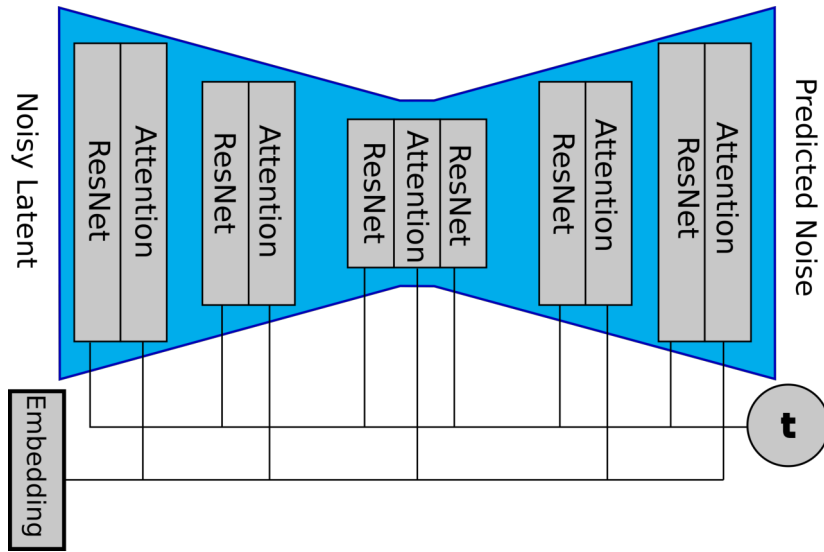 Noisy Latent
ResNet
Attention
ResNet
Attention
ResNet
Attention
ResNet
ResNet
Attention
ResNet
Attention
Predicted Noise
Embedding
t